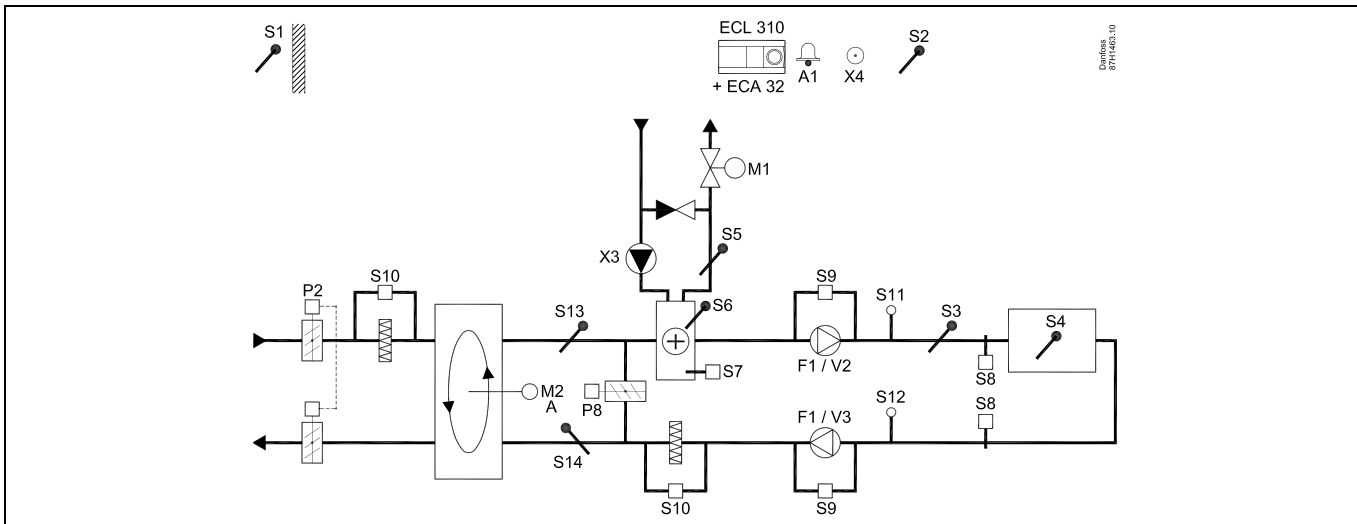 S1
ECL 310
+ ECA 32
A1
X4
S2
Danfoss
87H1463.10
M1
S5
X3
P2
S10
S13
S6
S9
S11
S3
S4
F1 / V2
S7
S8
M2
A
P8
S12
S8
F1 / V3
S14
S10
S9